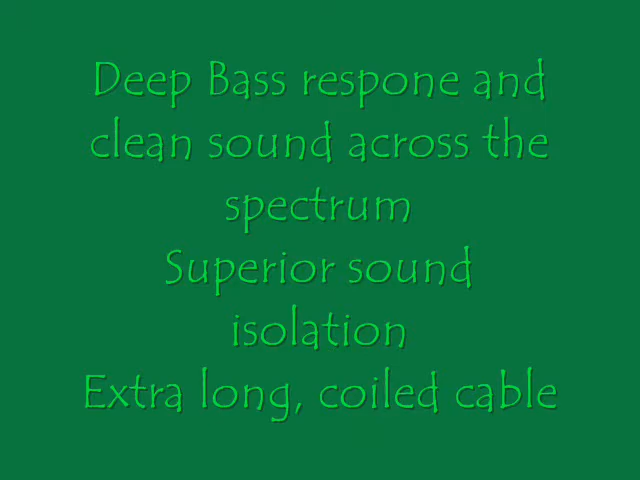 Deep Bass respone and
clean sound across the
spectrum
Superior sound
isolation
Extra long, coiled cable